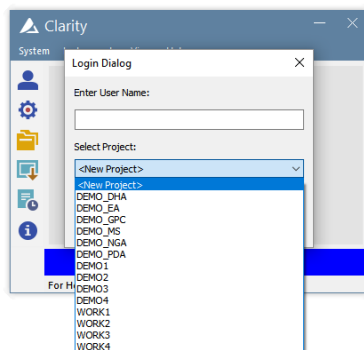 Clarity
System
Login Dialog
Enter User Name:
Select Project:
<New Project>
<New Project>
DEMO_DHA
DEMO_EA
DEMO_GPC
DEMO_MS
DEMO_NGA
DEMO_PDA
DEMO1
DEMO2
DEMO3
DEMO4
WORK1
WORK2
WORK3
WORK4
For